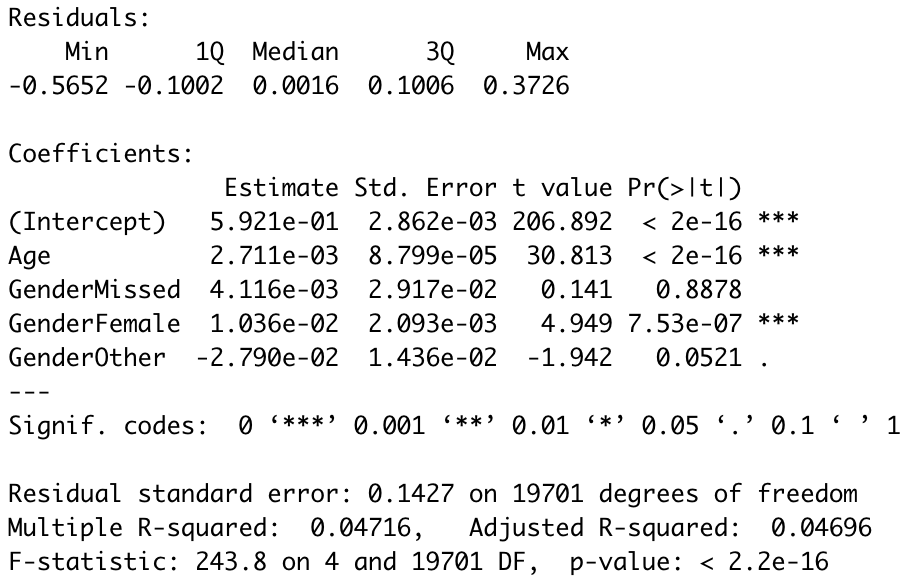 Residuals:
    Min      1Q  Median      3Q     Max
-0.5652 -0.1002  0.0016  0.1006  0.3726

Coefficients:
               Estimate Std. Error t value Pr(>|t|)
(Intercept)   5.921e-01  2.862e-03 206.892  < 2e-16 ***
Age           2.711e-03  8.799e-05  30.813  < 2e-16 ***
GenderMissed  4.116e-03  2.917e-02   0.141   0.8878
GenderFemale  1.036e-02  2.093e-03   4.949 7.53e-07 ***
GenderOther  -2.790e-02  1.436e-02  -1.942   0.0521 .
---
Signif. codes:  0 ‘***’ 0.001 ‘**’ 0.01 ‘*’ 0.05 ‘.’ 0.1 ‘ ’ 1

Residual standard error: 0.1427 on 19701 degrees of freedom
Multiple R-squared:  0.04716,   Adjusted R-squared:  0.04696
F-statistic: 243.8 on 4 and 19701 DF,  p-value: < 2.2e-16